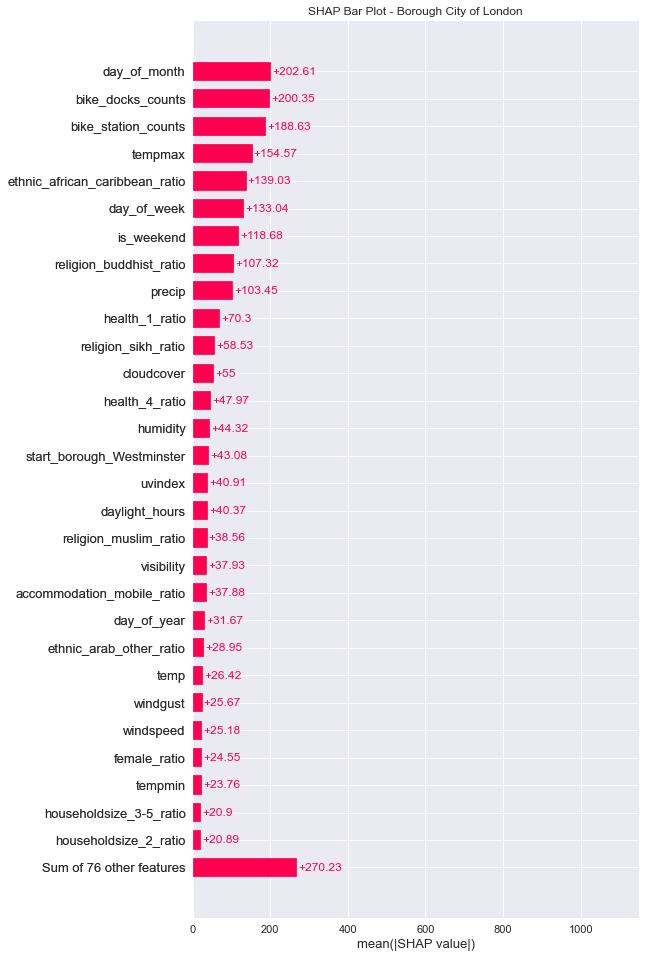 SHAP Bar Plot - Borough City of London
day_of_month +202.61
bike_docks_counts +200.35
bike_station_counts +188.63
tempmax +154.57
ethnic_african_caribbean_ratio +139.03
day_of_week +133.04
is_weekend +118.68
religion_buddhist_ratio +107.32
precip +103.45
health_1_ratio +70.3
religion_sikh_ratio +58.53
cloudcover +55
health_4_ratio +47.97
humidity +44.32
start_borough_Westminster +43.08
uvindex +40.91
daylight_hours +40.37
religion_muslim_ratio +38.56
visibility +37.93
accommodation_mobile_ratio +37.88
day_of_year +31.67
ethnic_arab_other_ratio +28.95
temp +26.42
windgust +25.67
windspeed +25.18
female_ratio +24.55
tempmin +23.76
householdsize_3-5_ratio +20.9
householdsize_2_ratio +20.89
Sum of 76 other features +270.23
0 200 400 600 800 1000
mean(|SHAP value|)